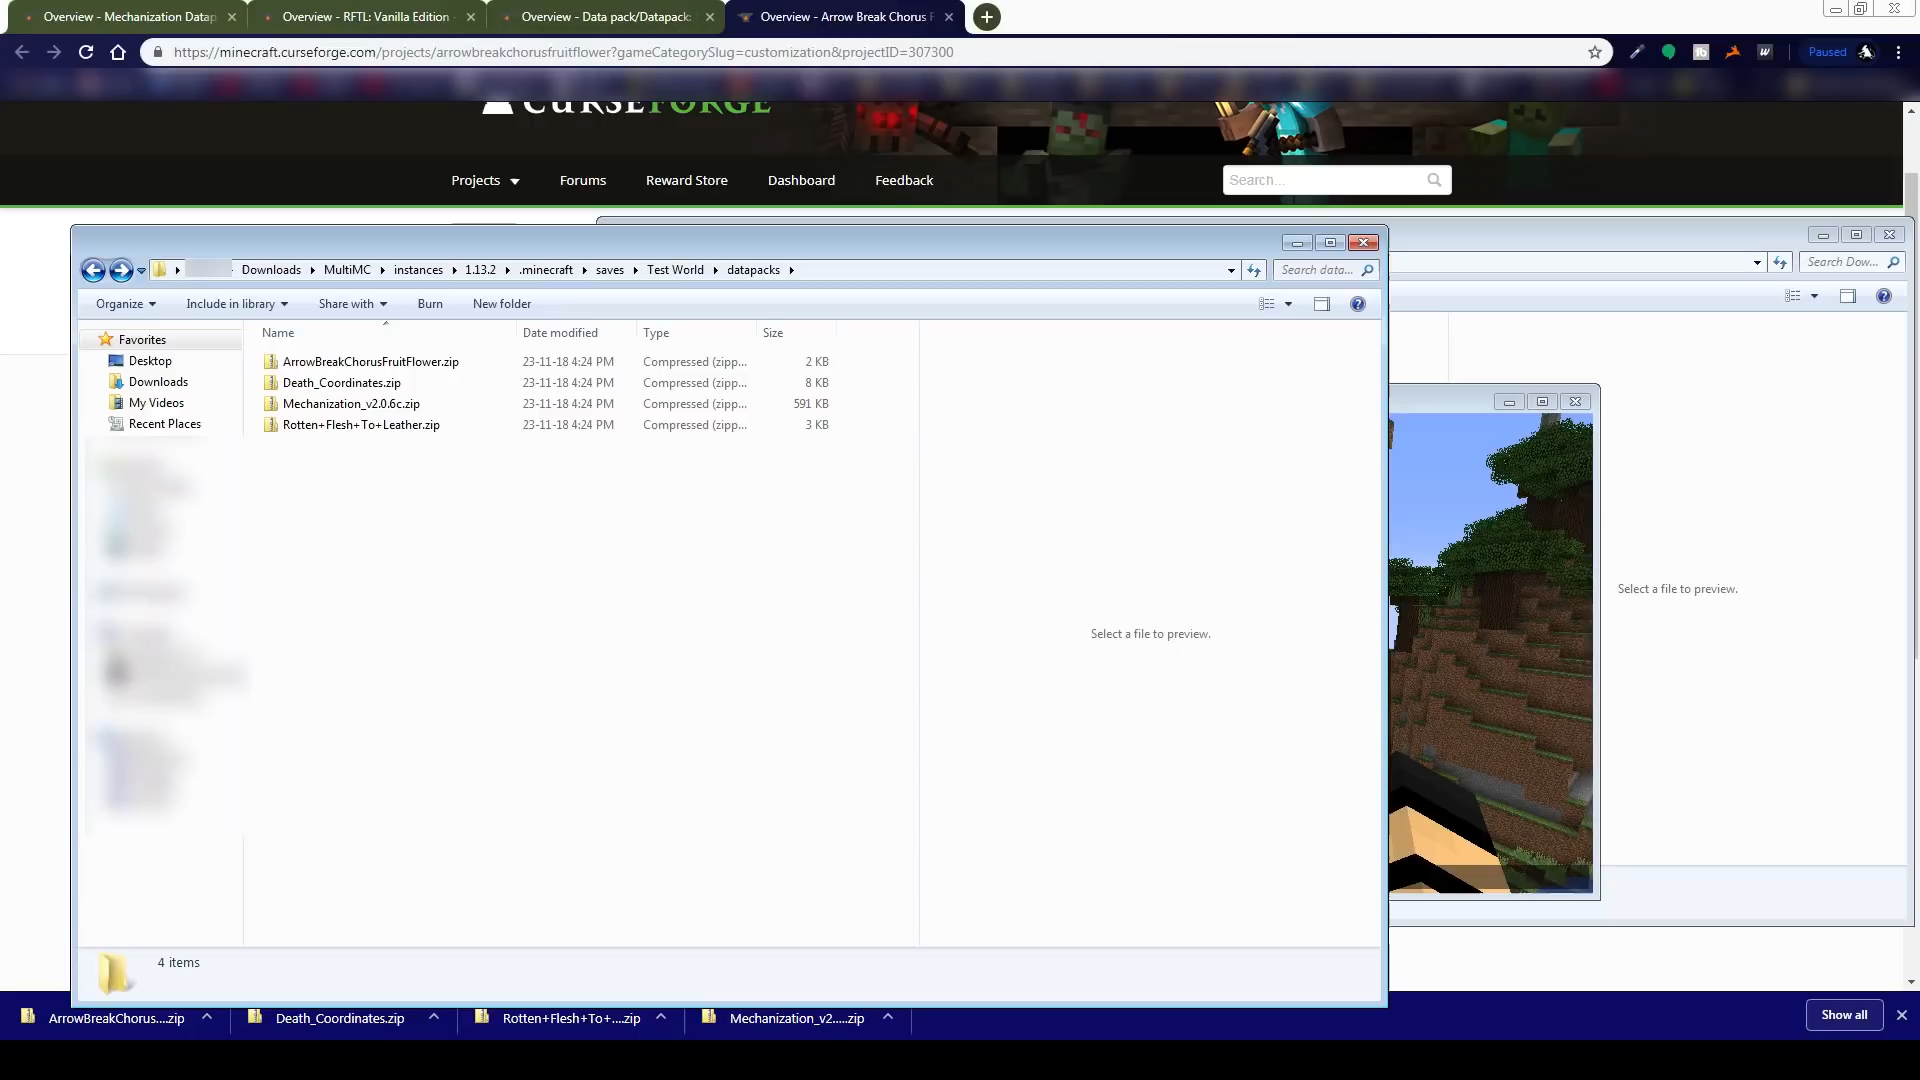 Overview - Mechanization Datap
Overview - RFTL: Vanilla Edition -
Overview - Data pack/Datapack:
Overview - Arrow Break Chorus F
https://minecraft.curseforge.com/projects/arrowbreakchorusfruitflower?gameCategorySlug=customization&projectID=307300
Paused
CURSEFORGE
Projects
Forums
Reward Store
Dashboard
Feedback
Search...
Downloads
MultiMC
instances
1.13.2
.minecraft
saves
Test World
datapacks
Search data...
Search Dow...
Organize
Include in library
Share with
Burn
New folder
Name
Date modified
Type
Size
Favorites
Desktop
Downloads
My Videos
Recent Places
ArrowBreakChorusFruitFlower.zip 23-11-18 4:24 PM Compressed (zipp... 2 KB
Death_Coordinates.zip 23-11-18 4:24 PM Compressed (zipp... 8 KB
Mechanization_v2.0.6c.zip 23-11-18 4:24 PM Compressed (zipp... 591 KB
Rotten+Flesh+To+Leather.zip 23-11-18 4:24 PM Compressed (zipp... 3 KB
Select a file to preview.
Select a file to preview.
4 items
ArrowBreakChorus....zip
Death_Coordinates.zip
Rotten+Flesh+To+....zip
Mechanization_v2.....zip
Show all